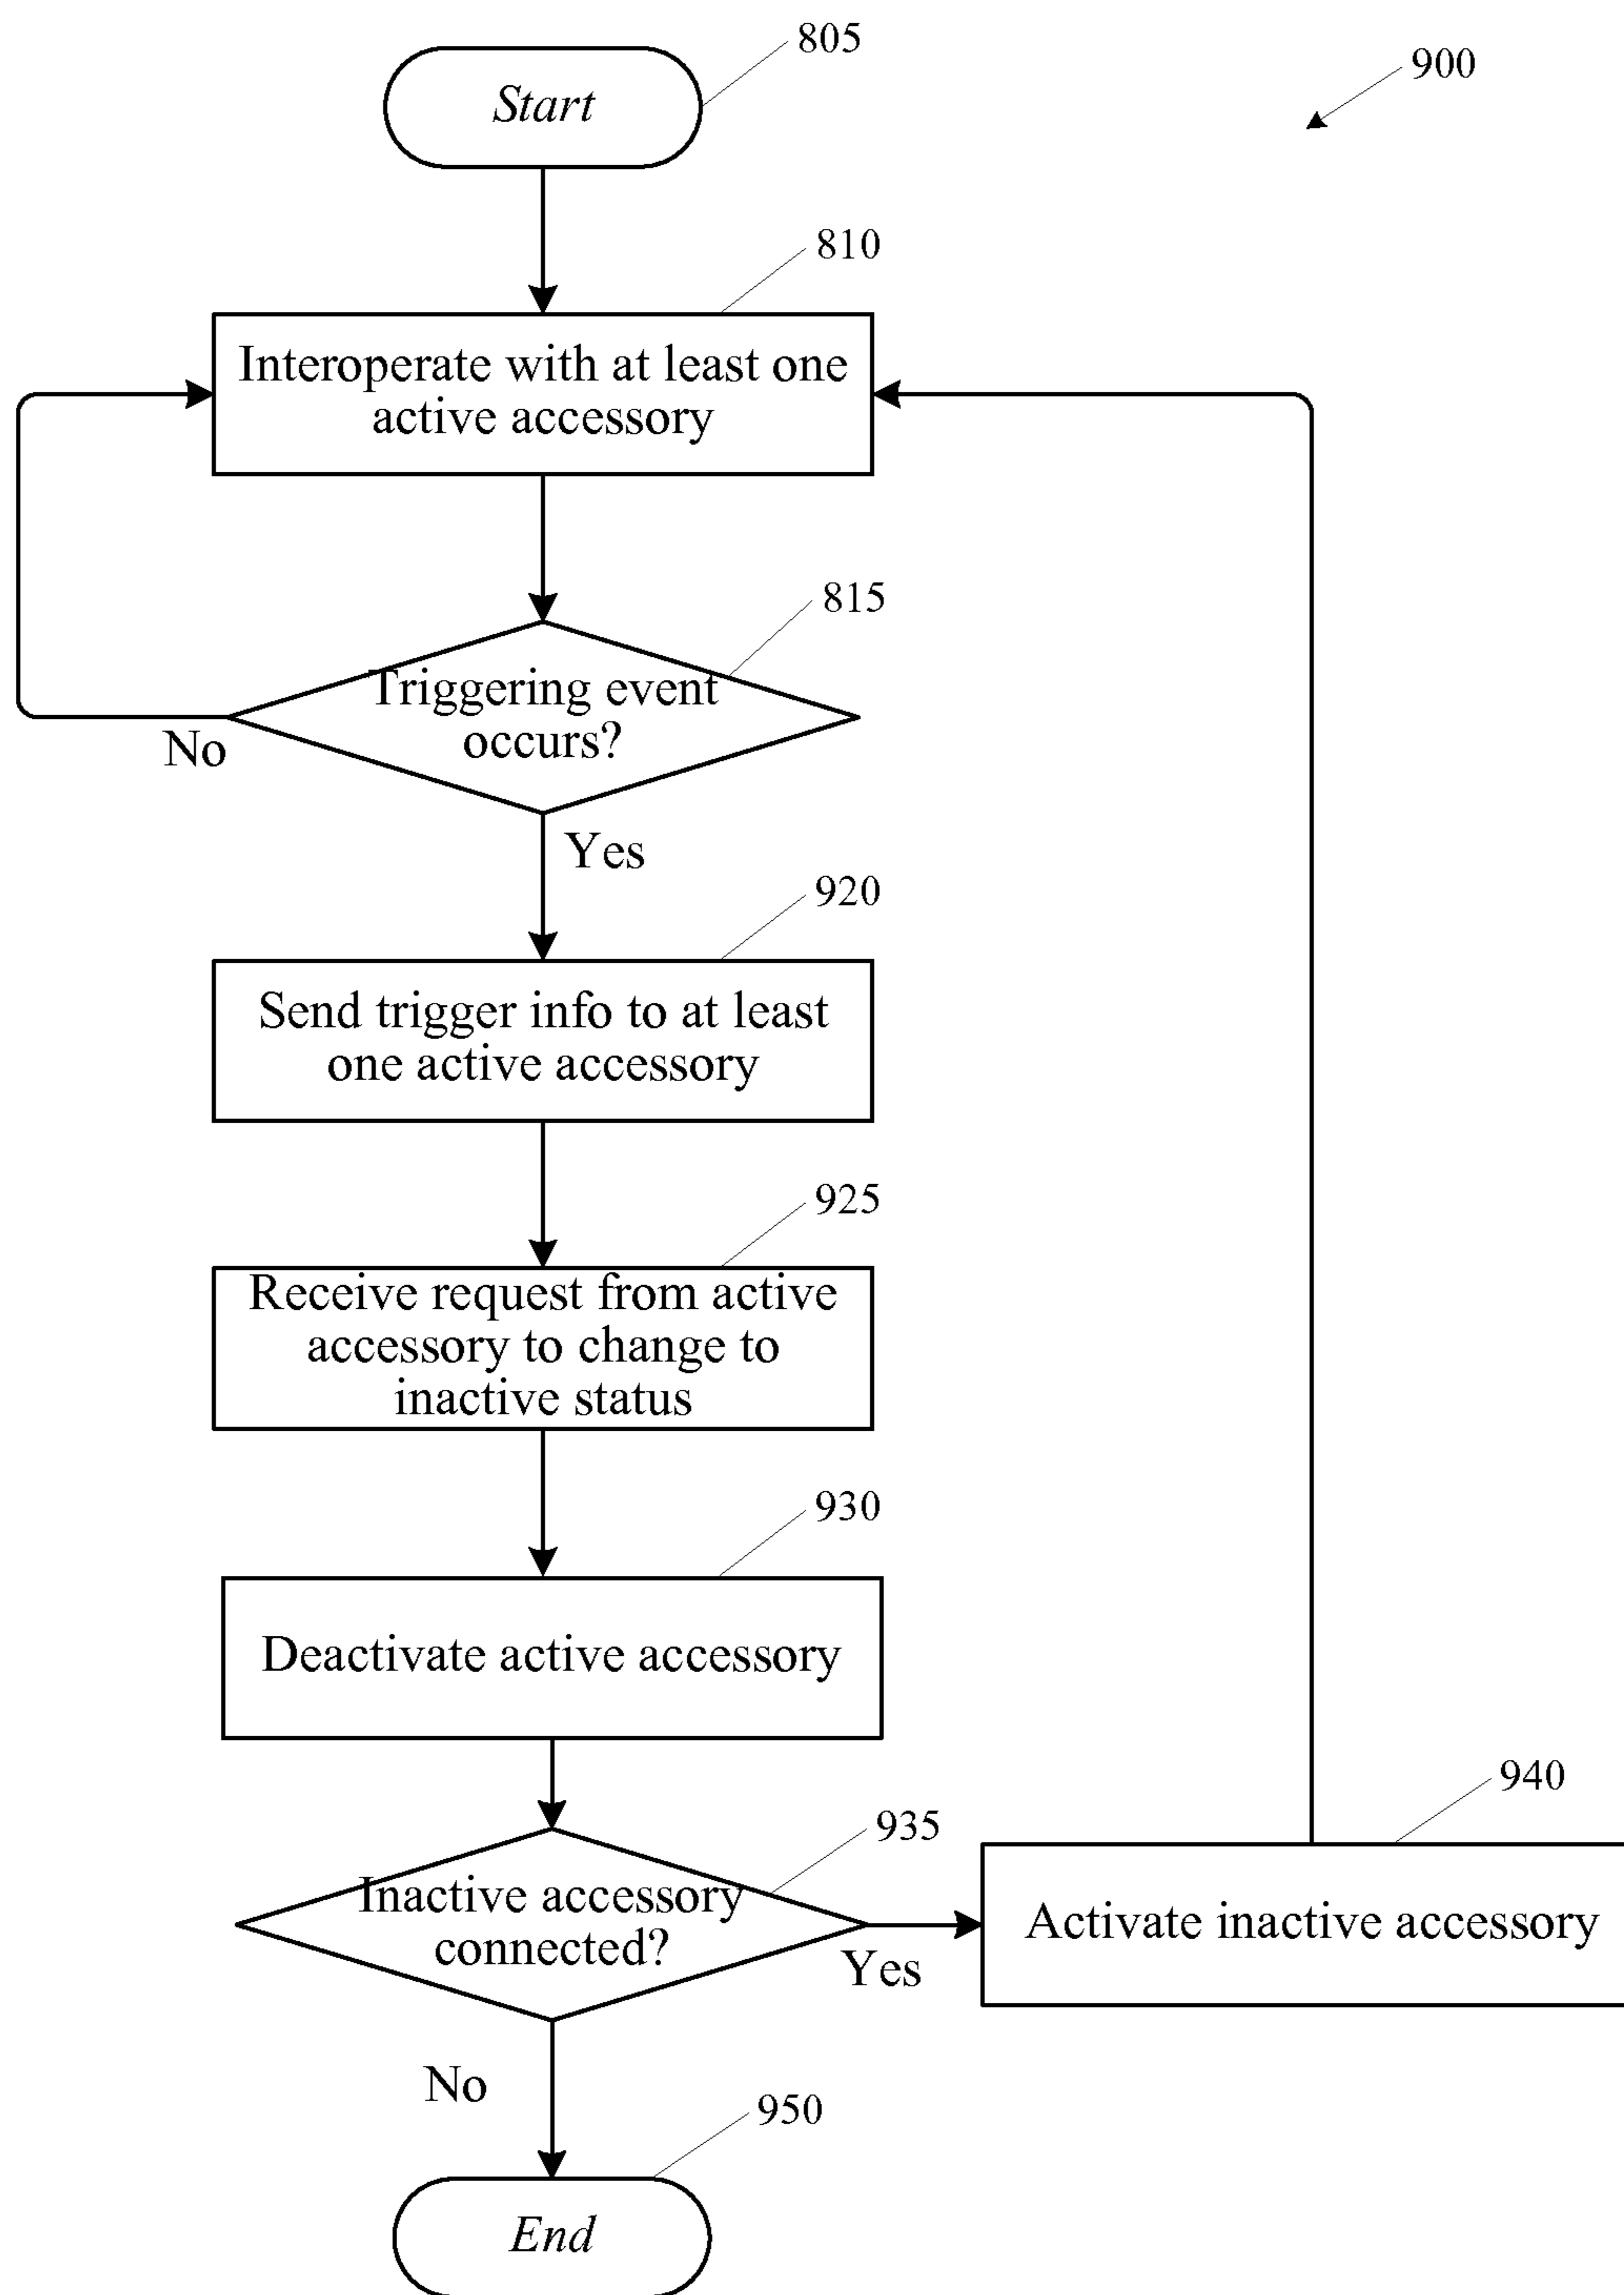 805
900
Start
810
Interoperate with at least one
active accessory
815
Triggering event
occurs?
No
Yes
920
Send trigger info to at least
one active accessory
925
Receive request from active
accessory to change to
inactive status
930
Deactivate active accessory
940
935
Inactive accessory
connected?
Activate inactive accessory
Yes
No
950
End